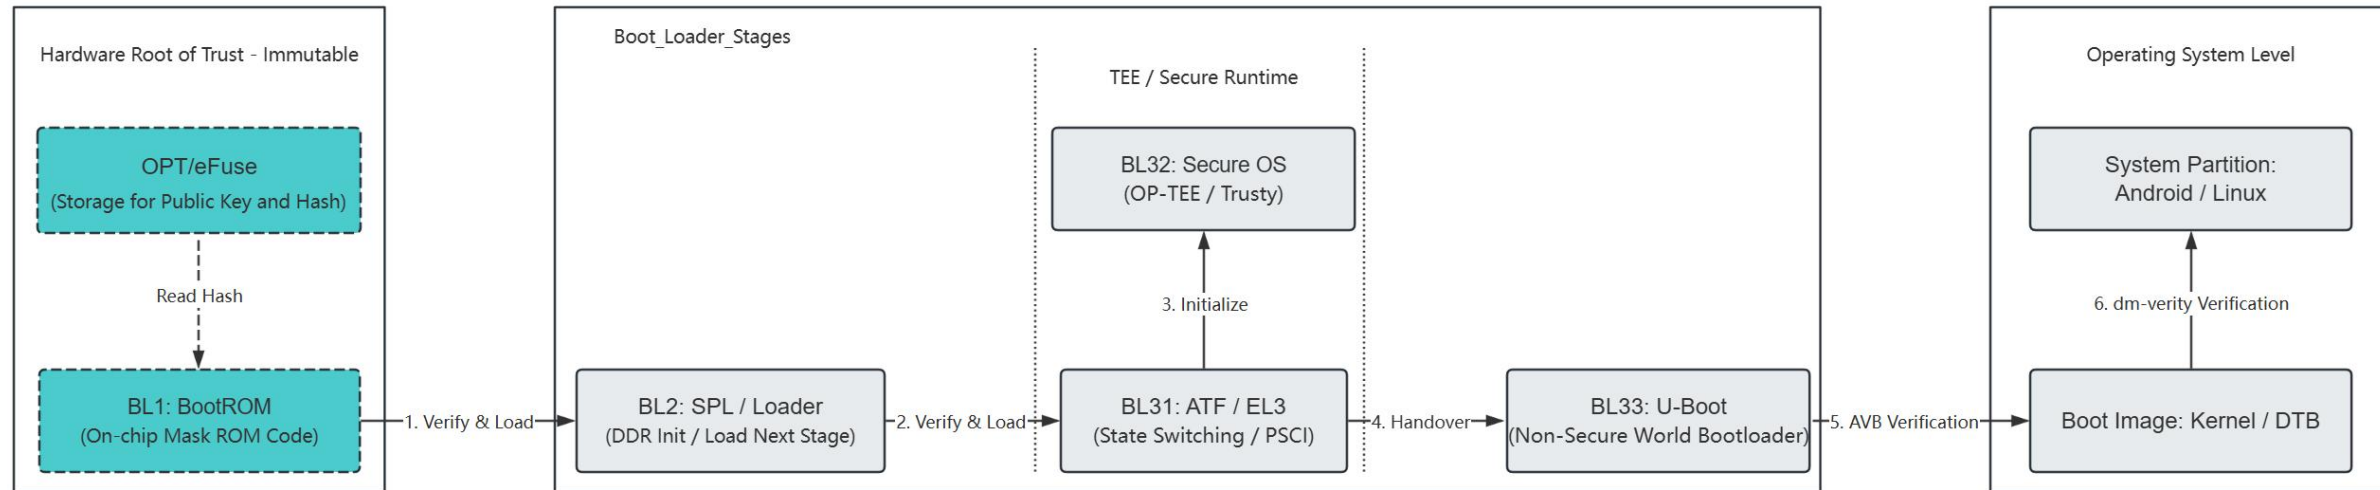 Hardware Root of Trust - Immutable
OPT/eFuse
(Storage for Public Key and Hash)
Read Hash
BL1: BootROM
(On-chip Mask ROM Code)
1. Verify & Load
Boot_Loader_Stages
BL2: SPL / Loader
(DDR Init / Load Next Stage)
2. Verify & Load
TEE / Secure Runtime
BL32: Secure OS
(OP-TEE / Trusty)
3. Initialize
BL31: ATF / EL3
(State Switching / PSCI)
4. Handover
BL33: U-Boot
(Non-Secure World Bootloader)
5. AVB Verification
Operating System Level
System Partition:
Android / Linux
6. dm-verity Verification
Boot Image: Kernel / DTB